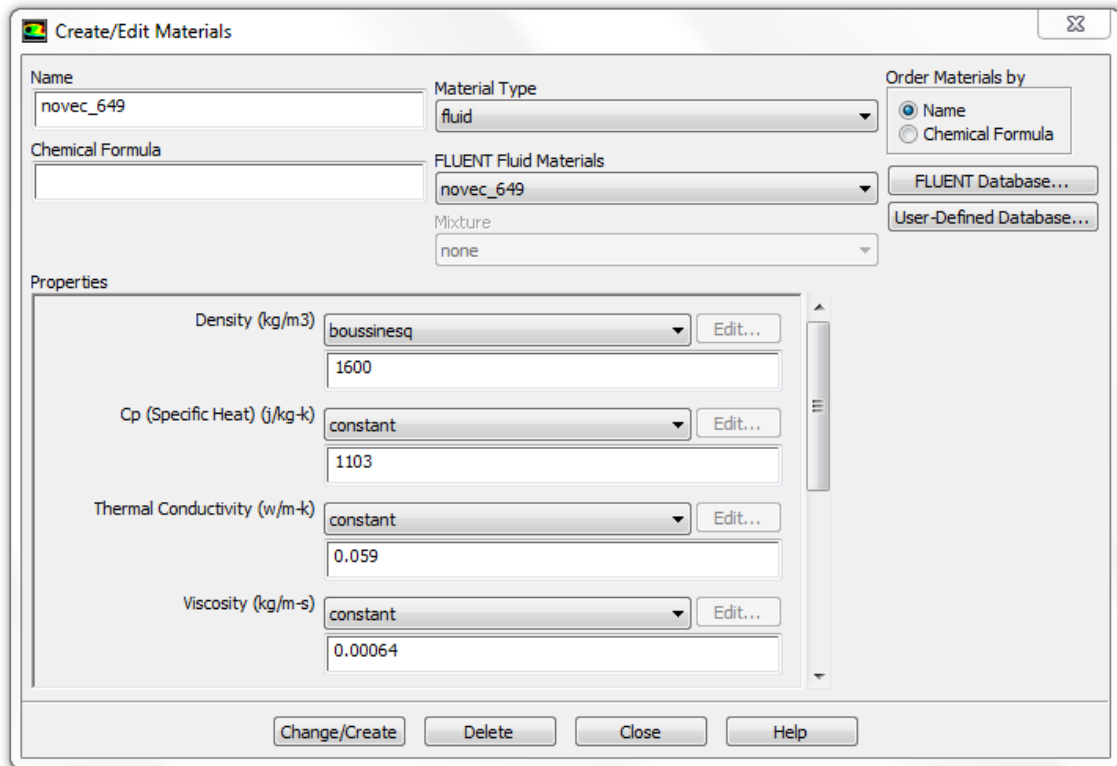 Create/Edit Materials
Name
novec_649
Chemical Formula
Material Type
fluid
FLUENT Fluid Materials
novec_649
Mixture
none
Order Materials by
Name
Chemical Formula
FLUENT Database...
User-Defined Database...
Properties
Density (kg/m3)
boussinesq
Edit...
1600
Cp (Specific Heat) (j/kg-k)
constant
Edit...
1103
Thermal Conductivity (w/m-k)
constant
Edit...
0.059
Viscosity (kg/m-s)
constant
Edit...
0.00064
Change/Create
Delete
Close
Help